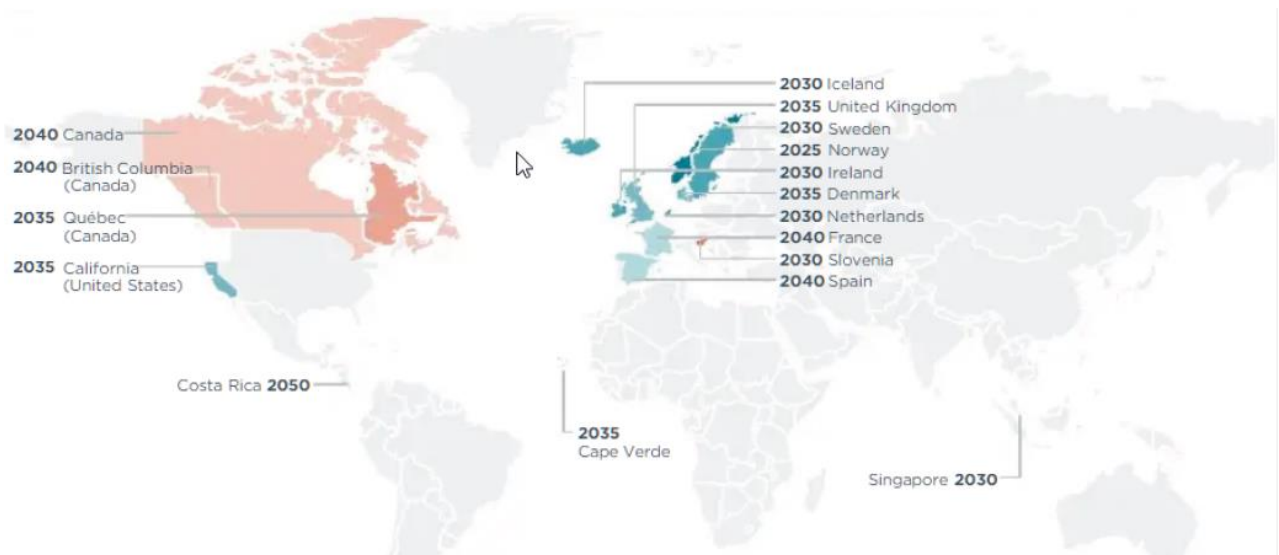 2040 Canada
2040 British Columbia
(Canada)
2035 Québec
(Canada)
2035 California
(United States)
Costa Rica 2050
2030 Iceland
2035 United Kingdom
2030 Sweden
2025 Norway
2030 Ireland
2035 Denmark
2030 Netherlands
2040 France
2030 Slovenia
2040 Spain
2035
Cape Verde
Singapore 2030